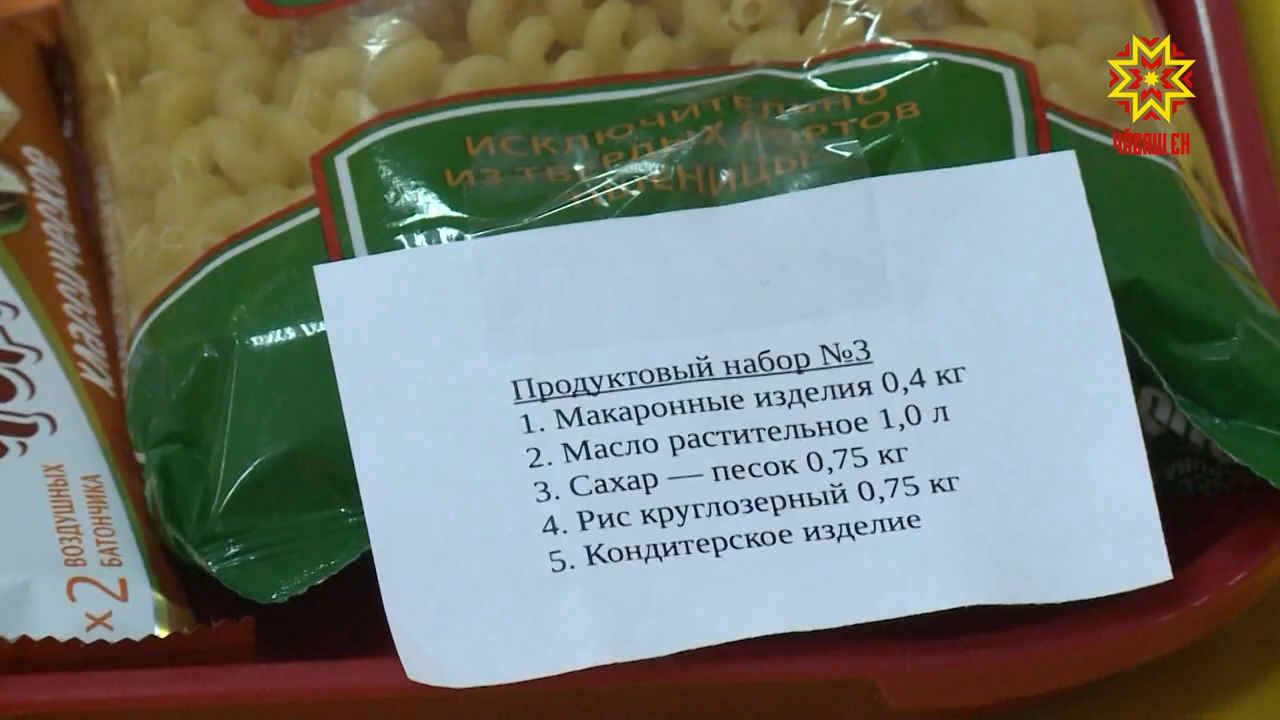 ЧӐВАШ ЕН
ИСКЛЮЧИТЕЛЬНО
ИЗ ТВЕРДЫХ СОРТОВ
ПШЕНИЦЫ
классическое
х 2 ВОЗДУШНЫХ
БАТОНЧИКА
Продуктовый набор №3
1. Макаронные изделия 0,4 кг
2. Масло растительное 1,0 л
3. Сахар — песок 0,75 кг
4. Рис круглозерный 0,75 кг
5. Кондитерское изделие